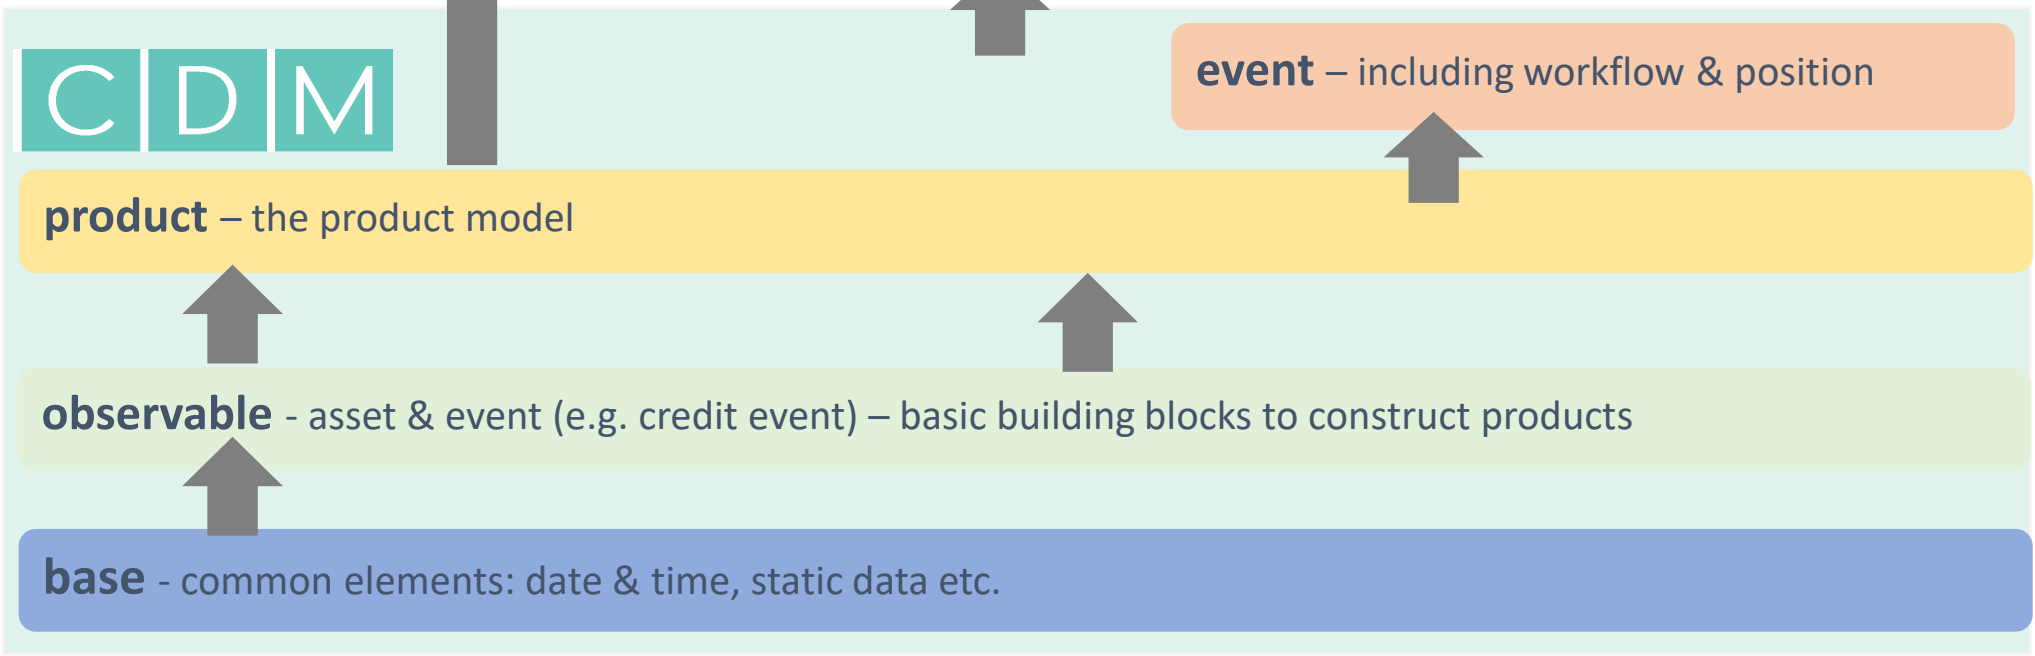 CDM
event – including workflow & position
product – the product model
observable - asset & event (e.g. credit event) – basic building blocks to construct products
base - common elements: date & time, static data etc.